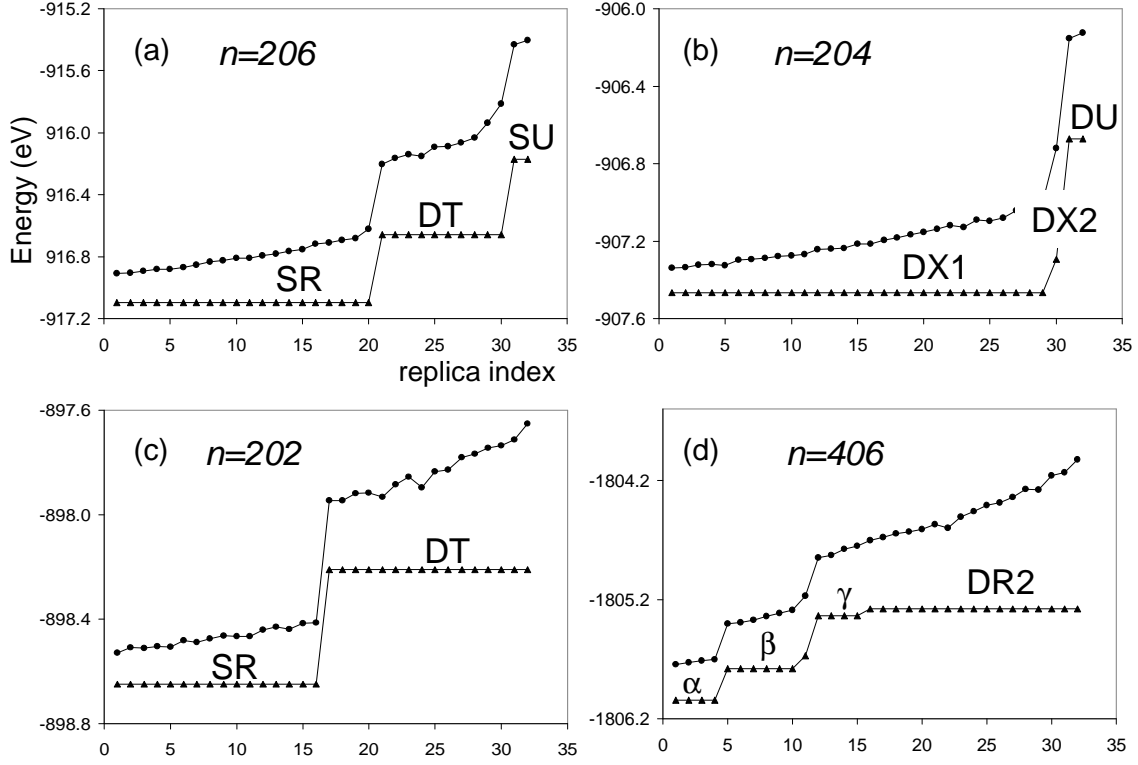 (a) n=206
-915.2
-915.6
916.0
916.4
916.8
-917.2
Energy (eV)
SR
DT
SU
0 5 10 15 20 25 30 35
replica index
(b) n=204
-906.0
-906.4
-906.8
-907.2
-907.6
DX1
DX2
DU
0 5 10 15 20 25 30 35
(c) n=202
-897.6
-898.0
-898.4
-898.8
SR
DT
0 5 10 15 20 25 30 35
(d) n=406
-1804.2
-1805.2
-1806.2
α
β
γ
DR2
0 5 10 15 20 25 30 35